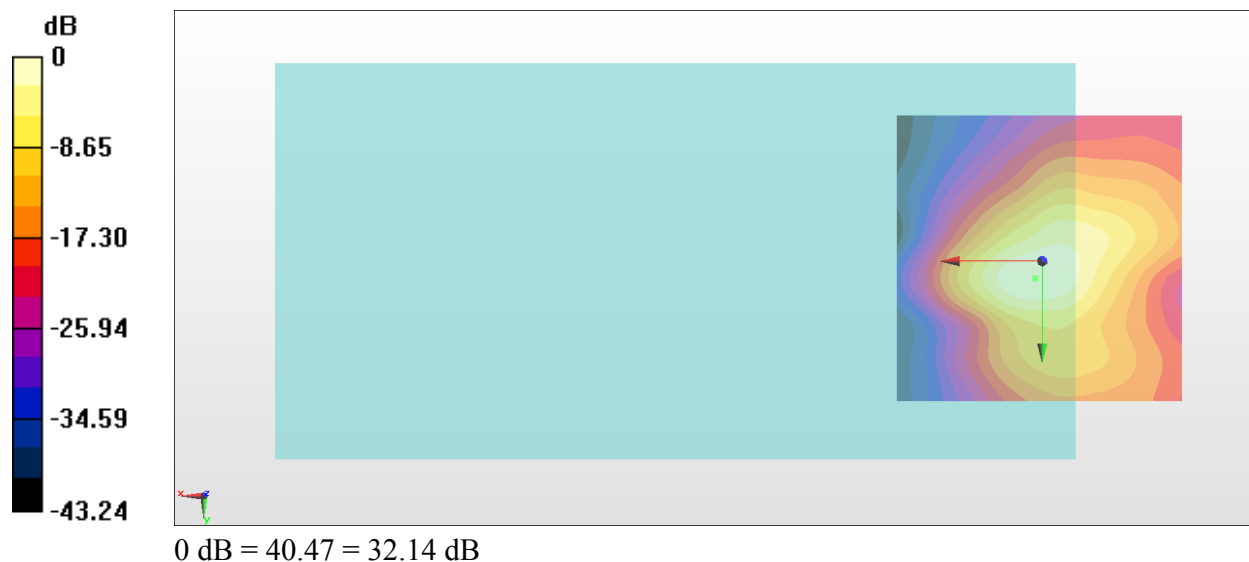 dB
0
-8.65
-17.30
-25.94
-34.59
-43.24
x
z
y
0 dB = 40.47 = 32.14 dB